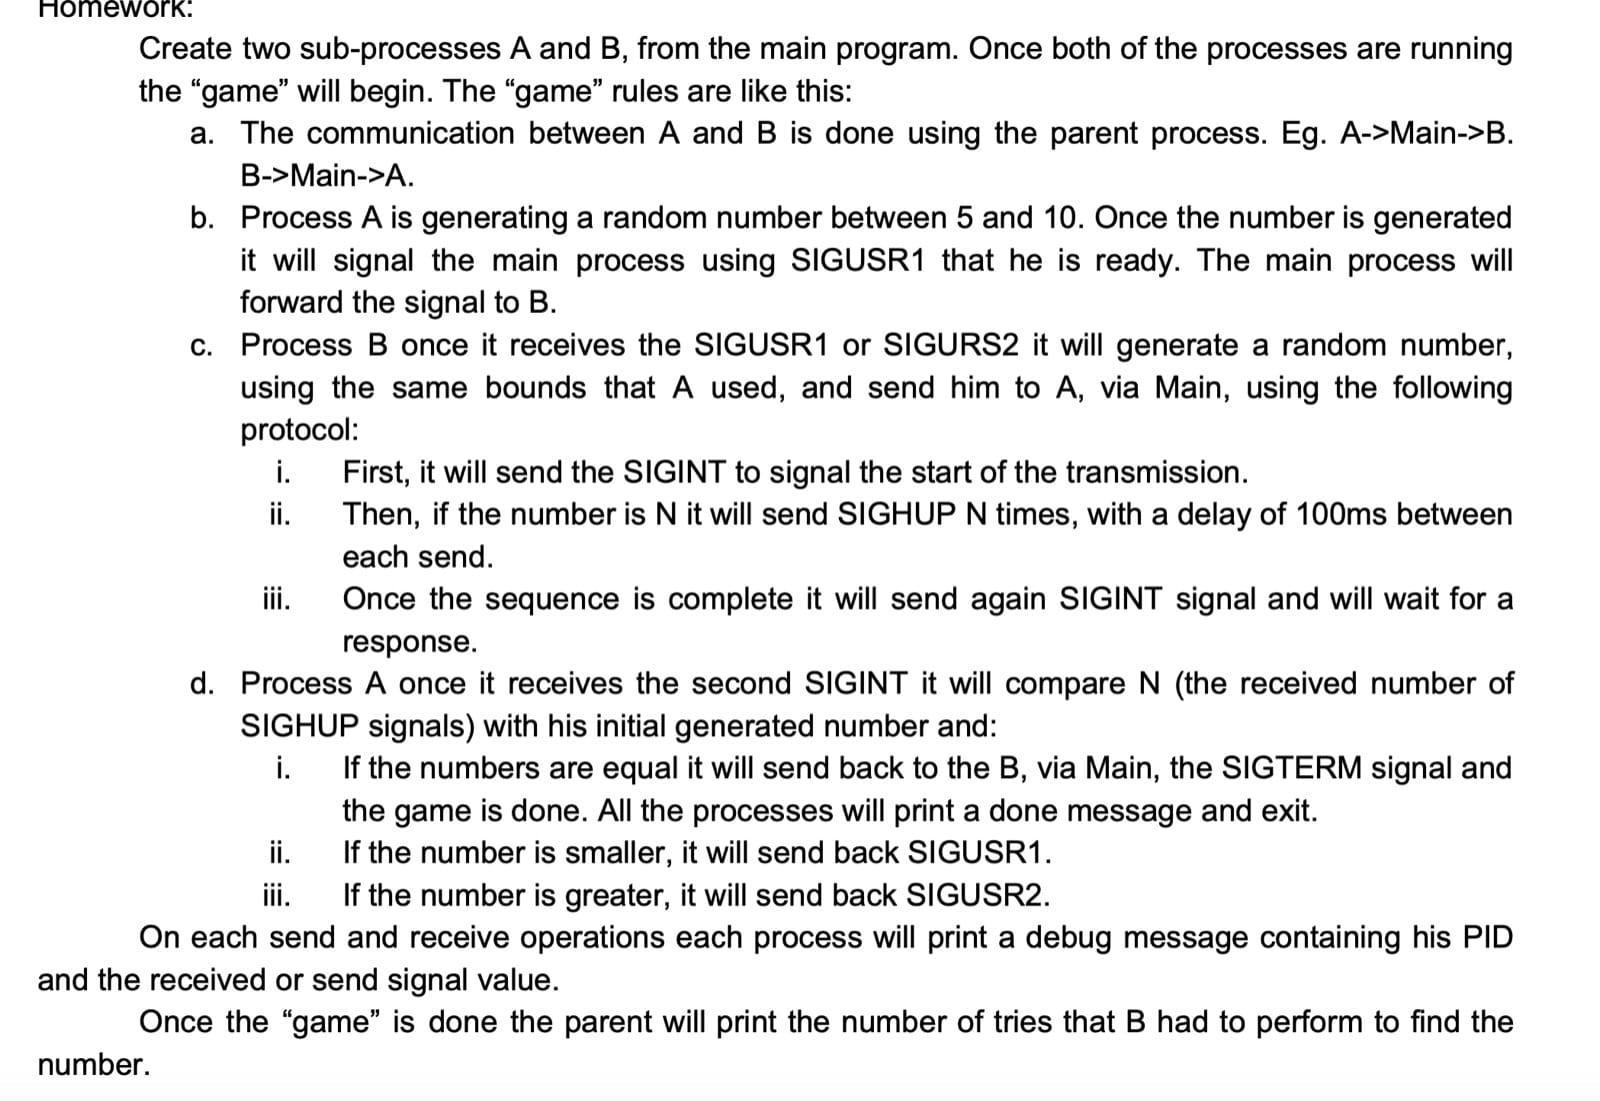 Homework:
Create two sub-processes A and B, from the main program. Once both of the processes are running
the “game” will begin. The “game” rules are like this:
a. The communication between A and B is done using the parent process. Eg. A->Main->B.
B->Main->A.
b. Process A is generating a random number between 5 and 10. Once the number is generated
it will signal the main process using SIGUSR1 that he is ready. The main process will
forward the signal to B.
c. Process B once it receives the SIGUSR1 or SIGURS2 it will generate a random number,
using the same bounds that A used, and send him to A, via Main, using the following
protocol:
i. First, it will send the SIGINT to signal the start of the transmission.
ii. Then, if the number is N it will send SIGHUP N times, with a delay of 100ms between
each send.
iii. Once the sequence is complete it will send again SIGINT signal and will wait for a
response.
d. Process A once it receives the second SIGINT it will compare N (the received number of
SIGHUP signals) with his initial generated number and:
i. If the numbers are equal it will send back to the B, via Main, the SIGTERM signal and
the game is done. All the processes will print a done message and exit.
ii. If the number is smaller, it will send back SIGUSR1.
iii. If the number is greater, it will send back SIGUSR2.
On each send and receive operations each process will print a debug message containing his PID
and the received or send signal value.
Once the “game” is done the parent will print the number of tries that B had to perform to find the
number.